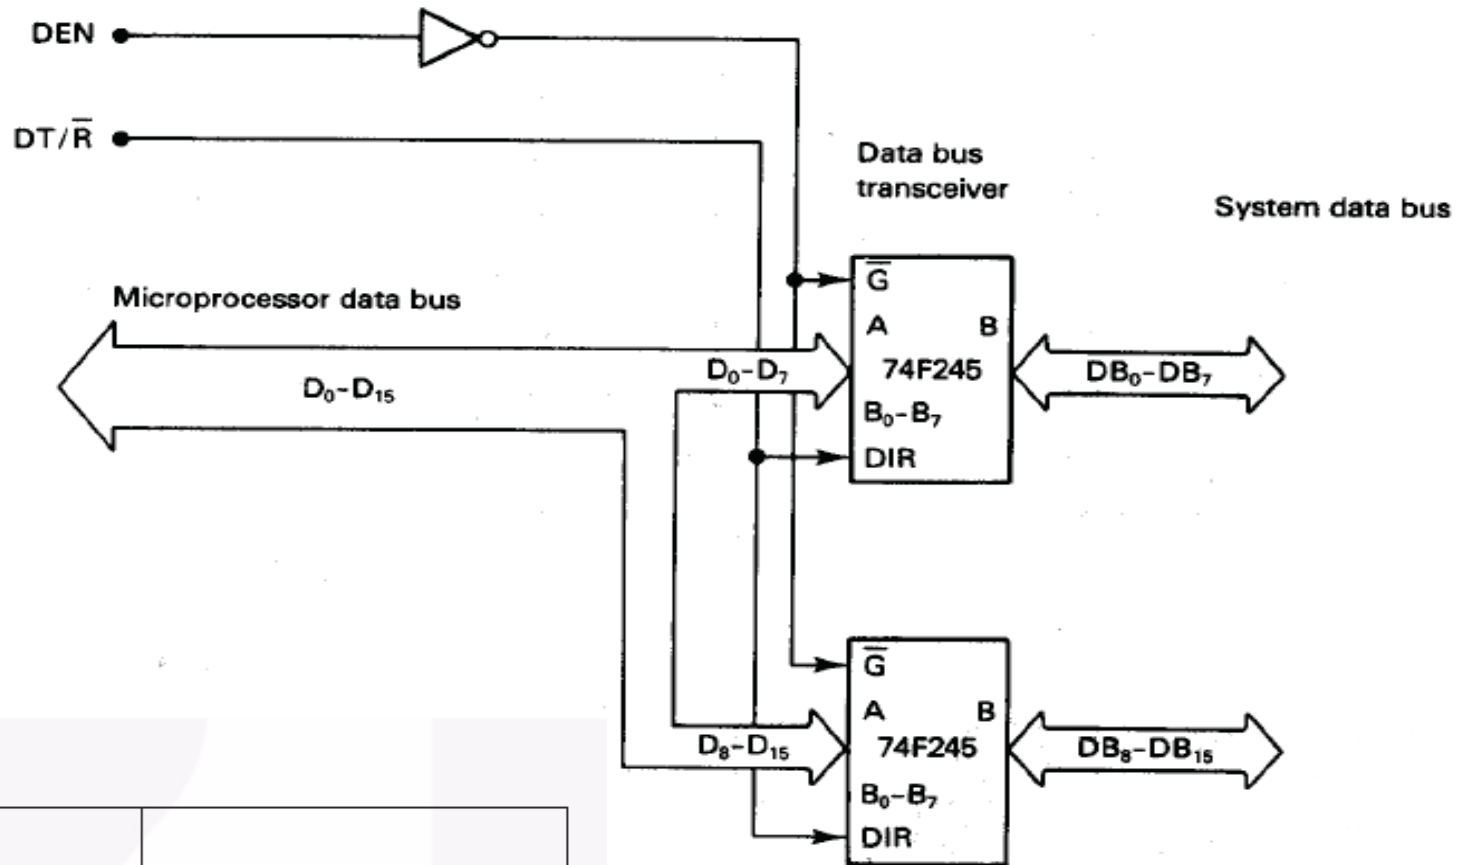 DEN
DT/R̅
Data bus
transceiver
System data bus
Microprocessor data bus
G̅
A B
D₀-D₇
74F245
DB₀-DB₇
D₀-D₁₅
B₀-B₇
DIR
G̅
A B
D₈-D₁₅
74F245
DB₈-DB₁₅
B₀-B₇
DIR